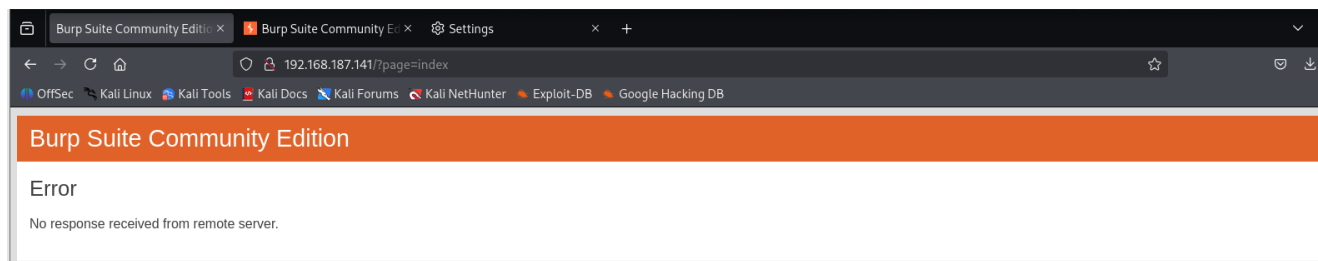 Burp Suite Community Editio × Burp Suite Community Ed × Settings × +
192.168.187.141/?page=index
OffSec Kali Linux Kali Tools Kali Docs Kali Forums Kali NetHunter Exploit-DB Google Hacking DB
Burp Suite Community Edition
Error
No response received from remote server.